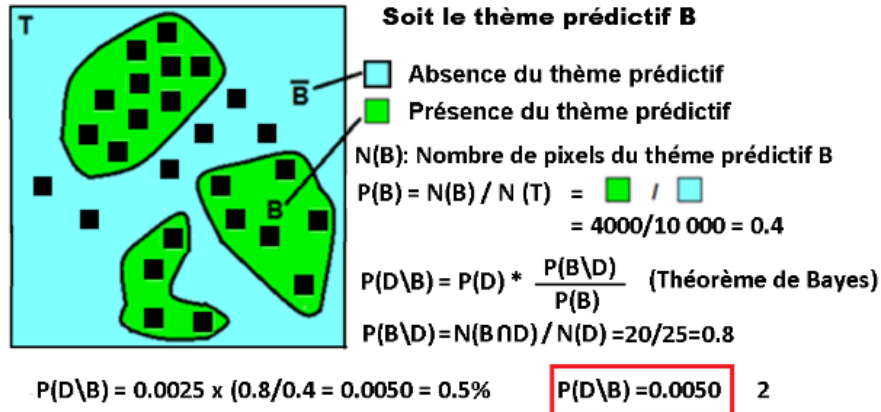 T
Soit le thème prédictif B
B̅
Absence du thème prédictif
Présence du thème prédictif
B
N(B): Nombre de pixels du théme prédictif B
P(B) = N(B) / N (T) = /
= 4000/10 000 = 0.4
P(D\B) = P(D) * P(B\D) / P(B) (Théorème de Bayes)
P(B\D)=N(B∩D)/N(D)=20/25=0.8
P(D\B) = 0.0025 x (0.8/0.4 = 0.0050 = 0.5%
P(D\B) =0.0050 2